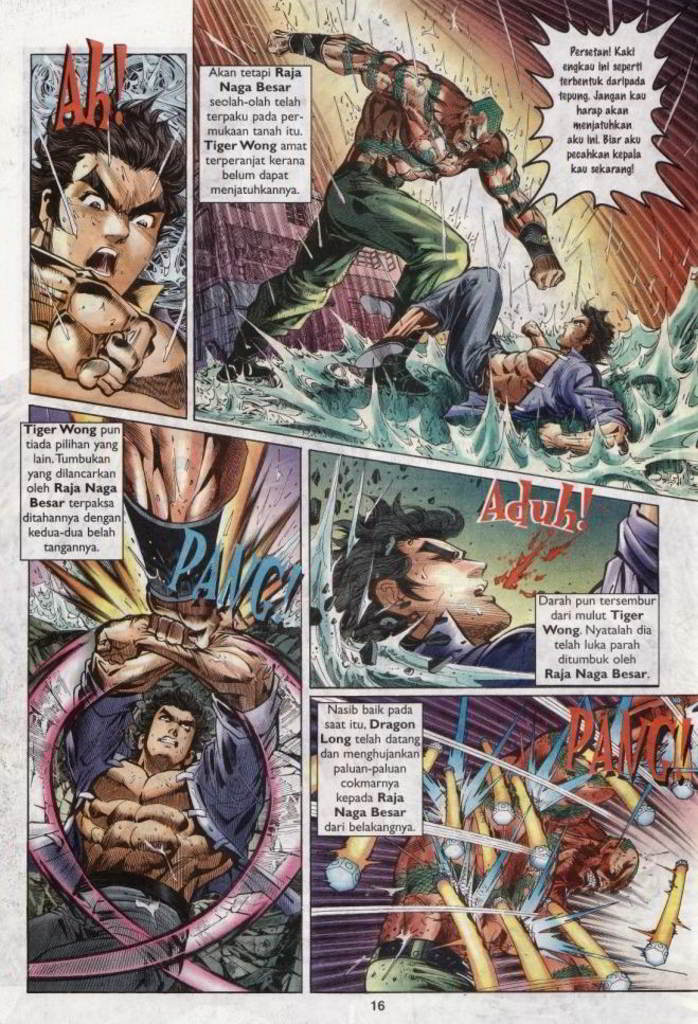 Ah!
Akan tetapi Raja
Naga Besar
seolah-olah telah
terpaku pada per-
mukaan tanah itu.
Tiger Wong amat
terperanjat kerana
belum dapat
menjatuhkannya.
Persetan! Kaki
engkau ini seperti
terbentuk daripada
tepung. Jangan kau
harap akan
menjatuhkan
aku ini. Biar aku
pecahkan kepala
kau sekarang!
Tiger Wong pun
tiada pilihan yang
lain. Tumbukan
yang dilancarkan
oleh Raja Naga
Besar terpaksa
ditahannya dengan
kedua-dua belah
tangannya.
PANG!
Aduh!
Darah pun tersembur
dari mulut Tiger
Wong. Nyatalah dia
telah luka parah
ditumbuk oleh
Raja Naga Besar.
Nasib baik pada
saat itu, Dragon
Long telah datang
dan menghujankan
paluan-paluan
cokmarnya
kepada Raja
Naga Besar
dari belakangnya.
PANG!
16